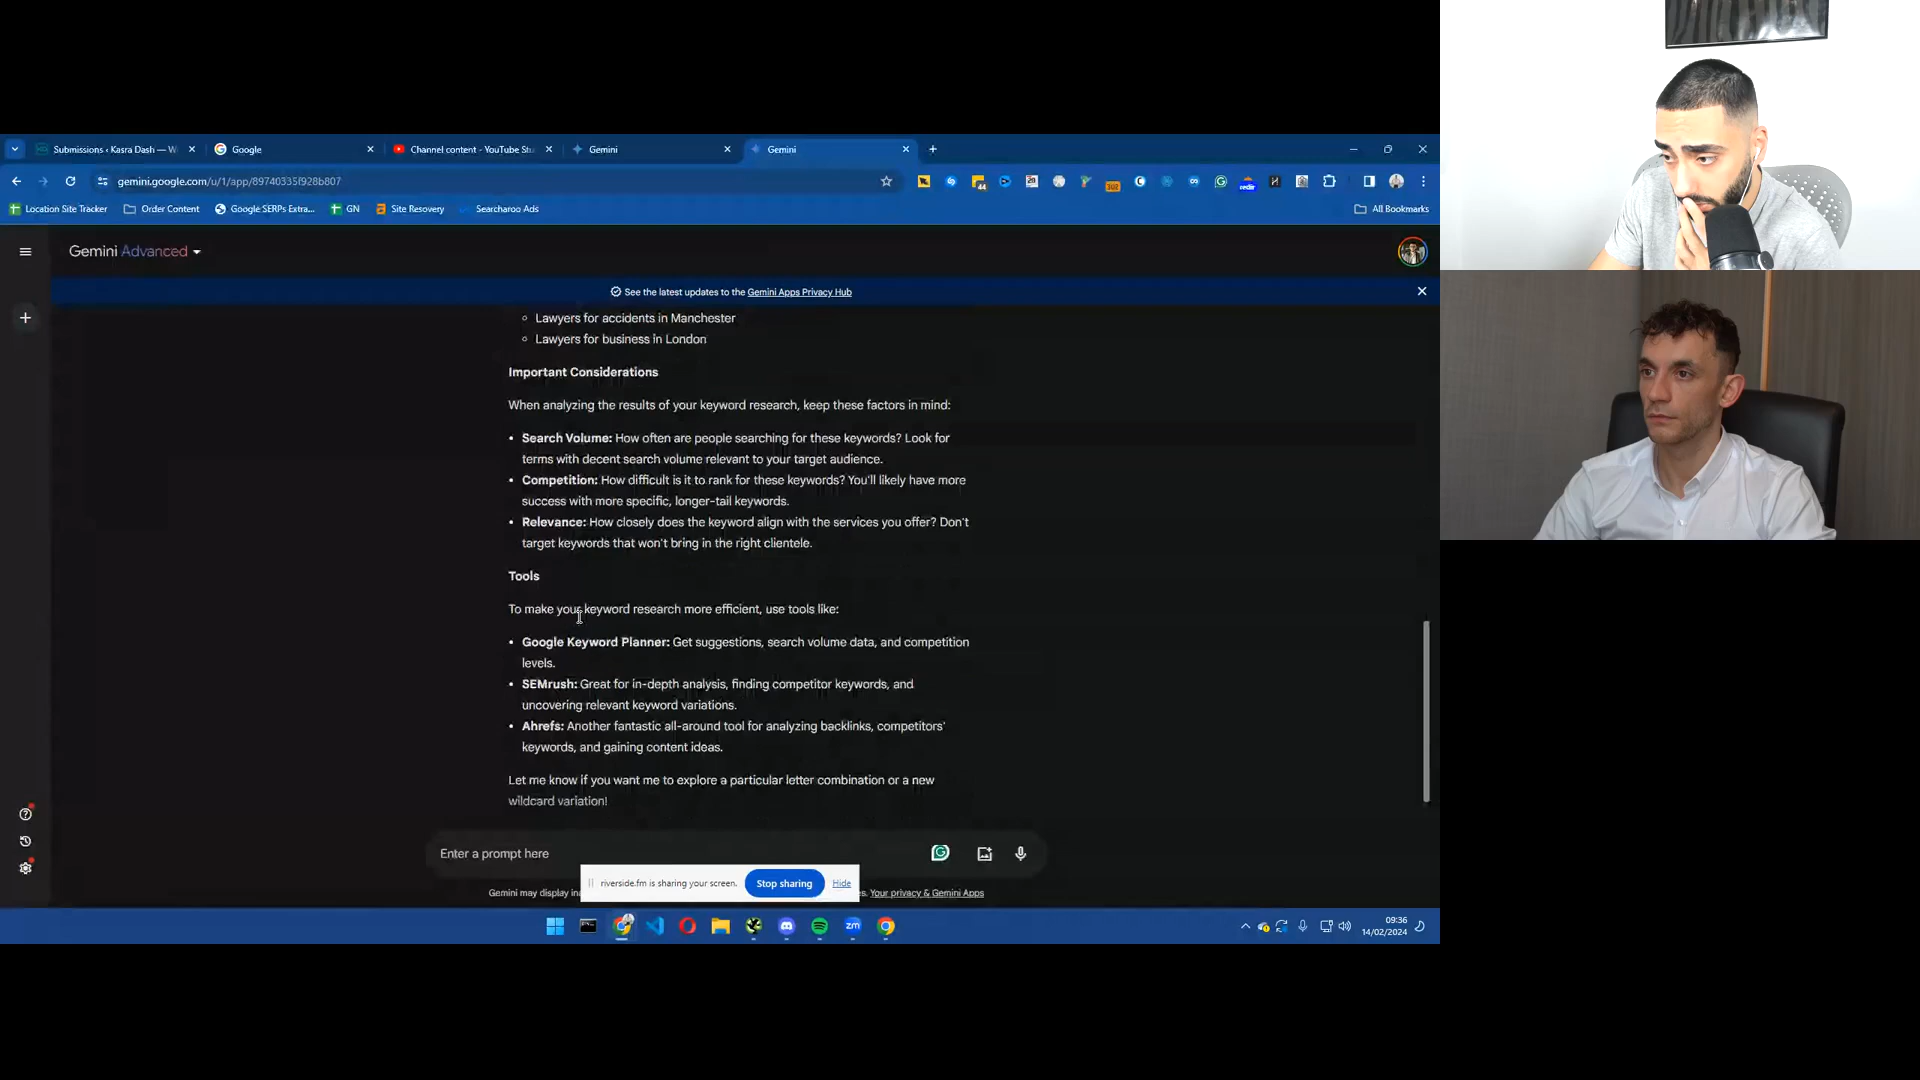 Submissions ‹ Kasra Dash — W
Google
Channel content - YouTube Stu
Gemini
Gemini
gemini.google.com/u/1/app/89740335f928b807
Location Site Tracker
Order Content
Google SERPs Extra...
GN
Site Recovery
Searcharoo Ads
All Bookmarks
Gemini Advanced
See the latest updates to the Gemini Apps Privacy Hub
Lawyers for accidents in Manchester
Lawyers for business in London
Important Considerations
When analyzing the results of your keyword research, keep these factors in mind:
• Search Volume: How often are people searching for these keywords? Look for
terms with decent search volume relevant to your target audience.
• Competition: How difficult is it to rank for these keywords? You'll likely have more
success with more specific, longer-tail keywords.
• Relevance: How closely does the keyword align with the services you offer? Don't
target keywords that won't bring in the right clientele.
Tools
To make your keyword research more efficient, use tools like:
• Google Keyword Planner: Get suggestions, search volume data, and competition
levels.
• SEMrush: Great for in-depth analysis, finding competitor keywords, and
uncovering relevant keyword variations.
• Ahrefs: Another fantastic all-around tool for analyzing backlinks, competitors'
keywords, and gaining content ideas.
Let me know if you want me to explore a particular letter combination or a new
wildcard variation!
Enter a prompt here
riverside.fm is sharing your screen.
Stop sharing
Hide
Gemini may display in
Your privacy & Gemini Apps
zm
09:36
14/02/2024